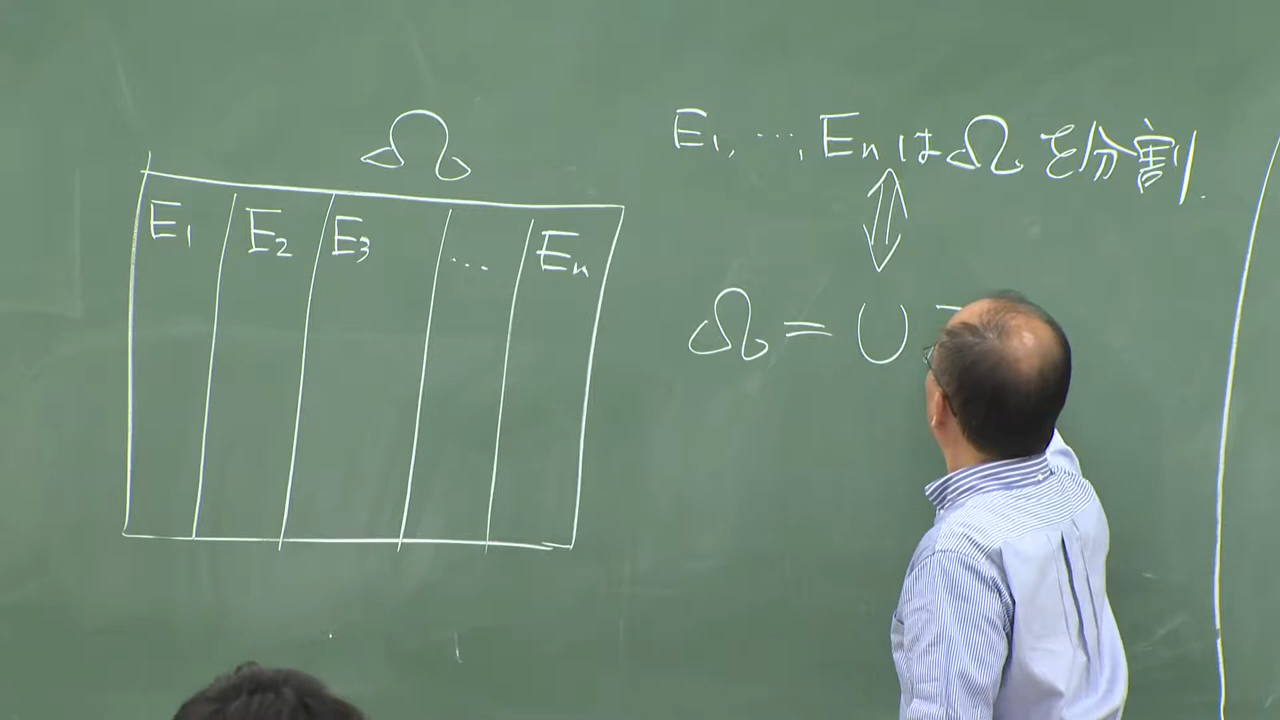 Ω
E₁ E₂ E₃ ... Eₙ
E₁, ..., Eₙ は Ω を分割.
⇕
Ω = ∪